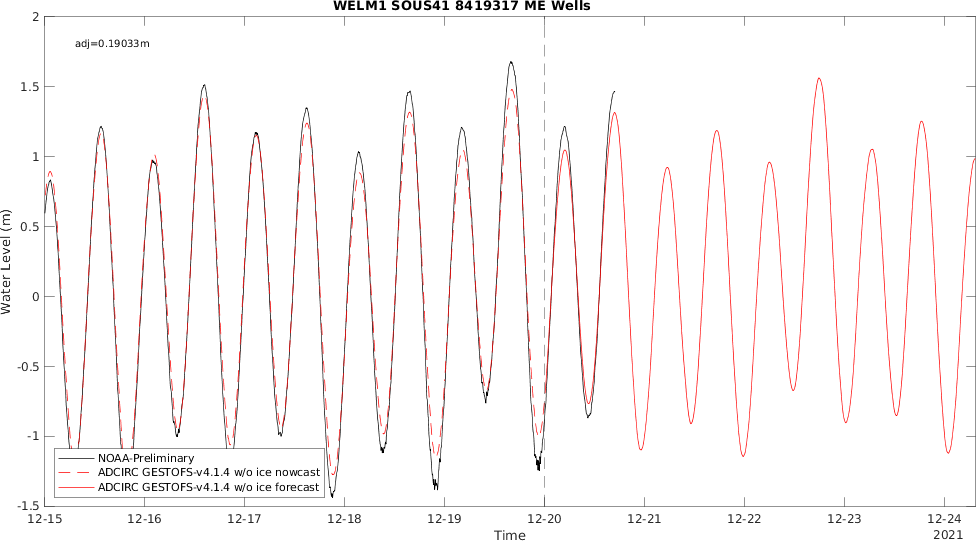 WELM1 SOUS41 8419317 ME Wells
2
adj=0.19033m
1.5
1
0.5
Water Level (m)
0
-0.5
-1
NOAA-Preliminary
ADCIRC GESTOFS-v4.1.4 w/o ice nowcast
ADCIRC GESTOFS-v4.1.4 w/o ice forecast
-1.5
12-15 12-16 12-17 12-18 12-19 12-20 12-21 12-22 12-23 12-24
Time 2021